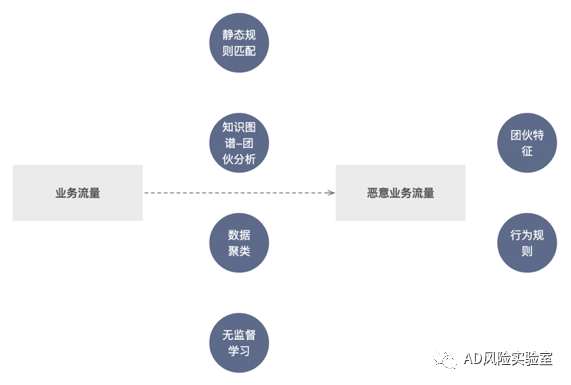 静态规
则匹配
知识图
谱-团
伙分析
业务流量
恶意业务流量
数据
聚类
无监督
学习
团伙特
征
行为规
则
AD风险实验室